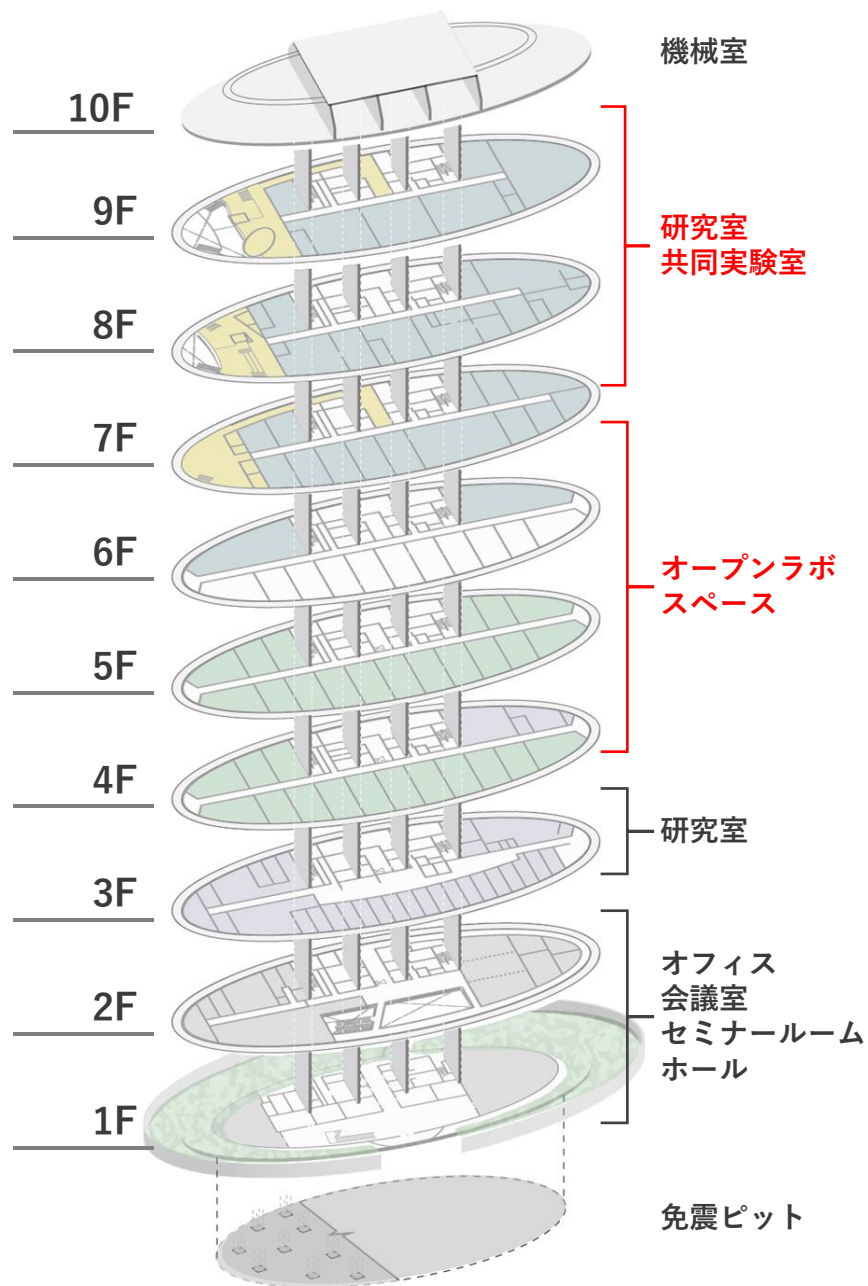 機械室
10F
9F
研究室
共同実験室
8F
7F
6F
オープンラボ
スペース
5F
4F
研究室
3F
2F
オフィス
会議室
セミナールーム
ホール
1F
免震ピット